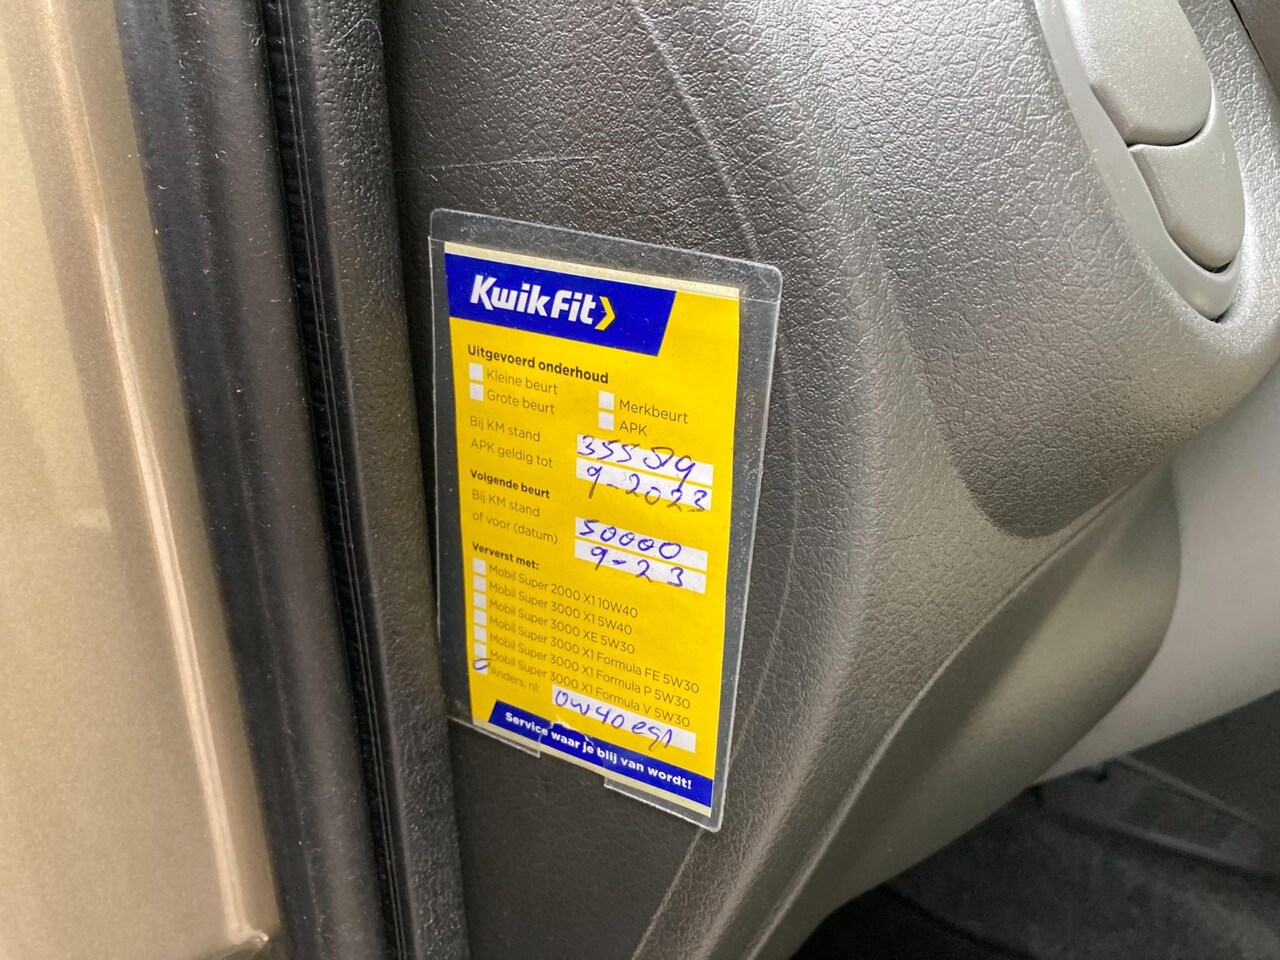 KwikFit
Uitgevoerd onderhoud
Kleine beurt
Grote beurt
Merkbeurt
APK
Bij KM stand
APK geldig tot 9-2023
Volgende beurt
Bij KM stand 50000
of voor (datum) 9-23
Ververst met:
Mobil Super 2000 X1 10W40
Mobil Super 3000 X1 5W40
Mobil Super 3000 XE 5W30
Mobil Super 3000 X1 Formula FE 5W30
Mobil Super 3000 X1 Formula P 5W30
Mobil Super 3000 X1 Formula V 5W30
Anders, nl: 0w40
Service waar je blij van wordt!